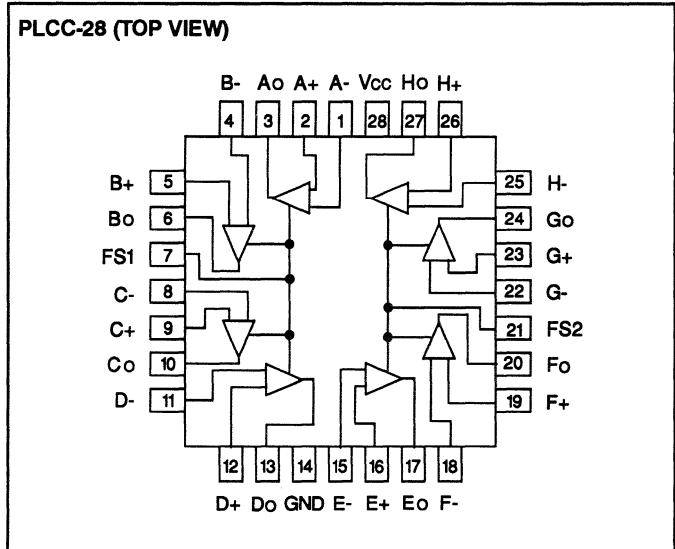 PLCC-28 (TOP VIEW)
B- Ao A+ A- Vcc Ho H+
4 3 2 1 28 27 26
B+ 5
25 H-
Bo 6
24 Go
FS1 7
23 G+
C- 8
22 G-
C+ 9
21 FS2
Co 10
20 Fo
D- 11
19 F+
12 13 14 15 16 17 18
D+ Do GND E- E+ Eo F-